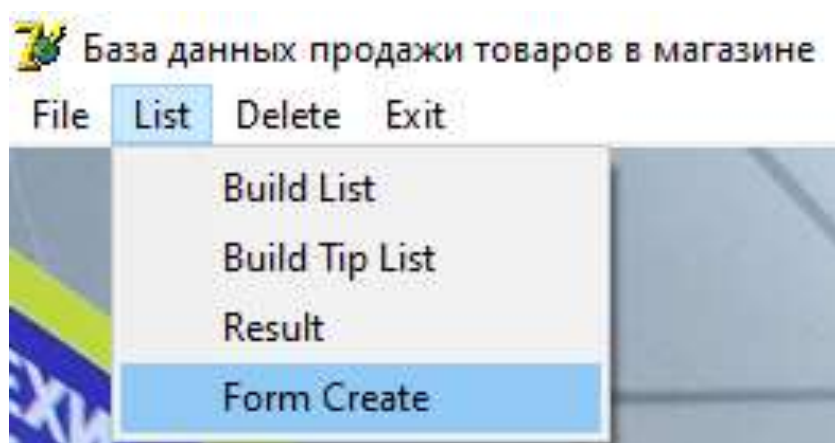 База данных продажи товаров в магазине
File List Delete Exit
Build List
Build Tip List
Result
Form Create